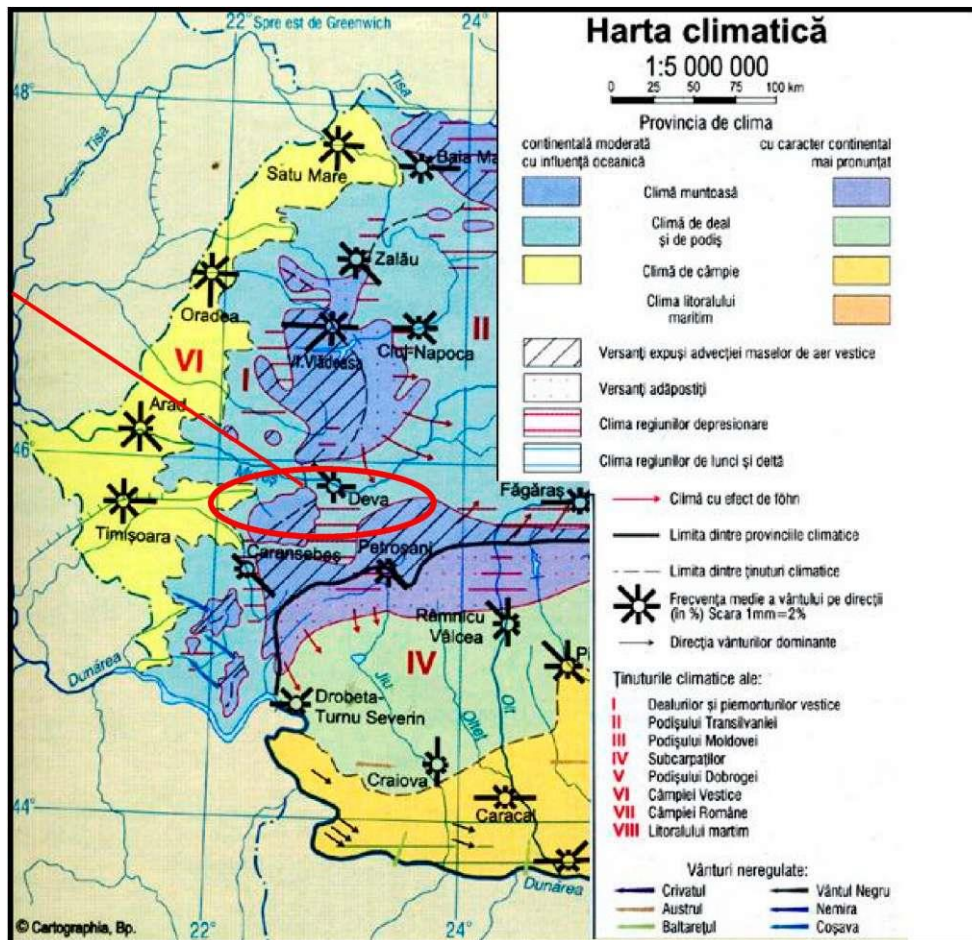 22°
Spre est de Greenwich
24°
48°
Tisa
Tisa
Satu Mare
Baia Ma
Zalău
Oradea
Vf.Vlădeasa
Cluj-Napoca
VI
I
II
Arad
46°
Deva
Făgăraș
Timișoara
Caransebeș
Petroșani
Râmnicu
Vâlcea
IV
Pi
Dunărea
Jiu
Olteț
Olt
Drobeta-
Turnu Severin
Craiova
Caracal
44°
Dunărea
22°
24°
© Cartographia, Bp.
Harta climatică
1:5 000 000
0 25 50 75 100 km
Provincia de clima
continentală moderată
cu influență oceanică
cu caracter continental
mai pronunțat
Climă muntoasă
Climă de deal
și de podiș
Climă de câmpie
Clima litoralului
maritim
Versanți expuși advecției maselor de aer vestice
Versanți adăpostiți
Clima regiunilor depresionare
Clima regiunilor de lunci și deltă
Climă cu efect de föhn
Limita dintre provinciile climatice
Limita dintre ținuturi climatice
Frecvența medie a vântului pe direcții
(în %) Scara 1mm=2%
Direcția vânturilor dominante
Ținuturile climatice ale:
I Dealurilor și piemonturilor vestice
II Podișului Transilvaniei
III Podișului Moldovei
IV Subcarpaților
V Podișului Dobrogei
VI Câmpiei Vestice
VII Câmpiei Române
VIII Litoralului martim
Vânturi neregulate:
Crivatul
Austrul
Baltarețul
Vântul Negru
Nemira
Coșava